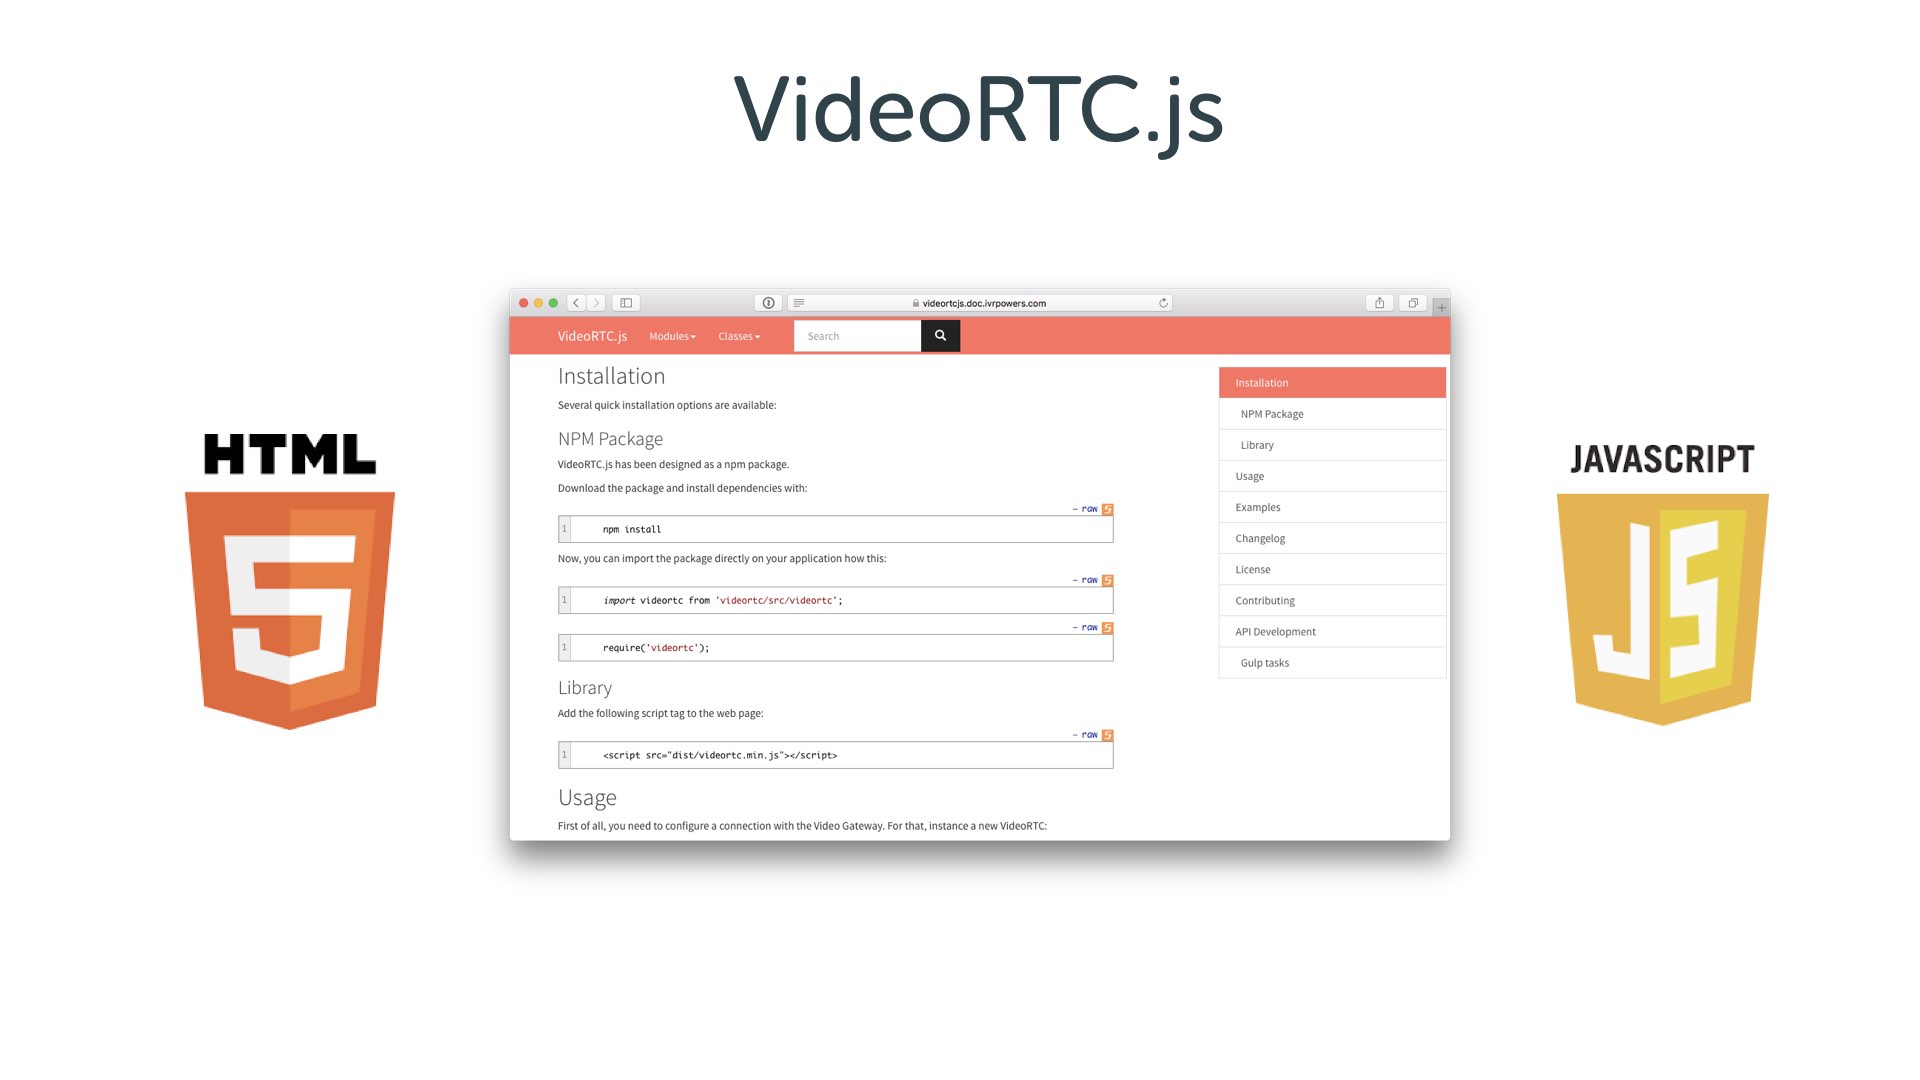 VideoRTC.js
videortcjs.doc.ivrpowers.com
VideoRTC.js Modules Classes Search
Installation
Several quick installation options are available:
NPM Package
VideoRTC.js has been designed as a npm package.
Download the package and install dependencies with:
– raw 5
1 npm install
Now, you can import the package directly on your application how this:
– raw 5
1 import videortc from 'videortc/src/videortc';
– raw 5
1 require('videortc');
Library
Add the following script tag to the web page:
– raw 5
1 <script src="dist/videortc.min.js"></script>
Usage
First of all, you need to configure a connection with the Video Gateway. For that, instance a new VideoRTC:
Installation
NPM Package
Library
Usage
Examples
Changelog
License
Contributing
API Development
Gulp tasks
HTML
5
JAVASCRIPT
JS